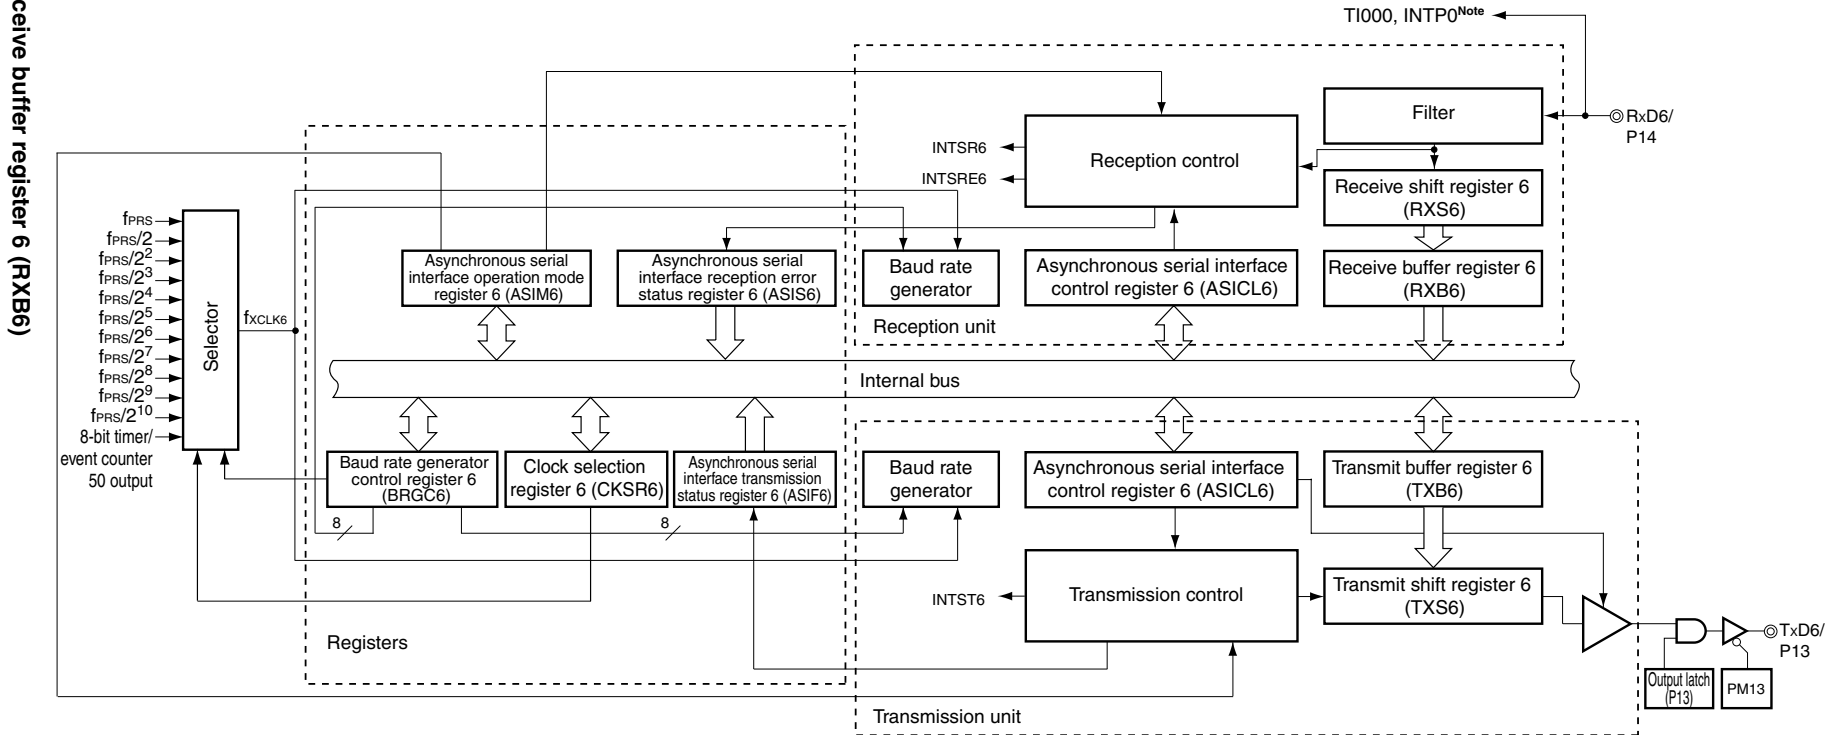 ceive buffer register 6 (RXB6)
TI000, INTP0Note
Filter
RxD6/
P14
INTSR6
INTSRE6
Reception control
Receive shift register 6
(RXS6)
fPRS
fPRS/2
fPRS/2²
fPRS/2³
fPRS/2⁴
fPRS/2⁵
fPRS/2⁶
fPRS/2⁷
fPRS/2⁸
fPRS/2⁹
fPRS/2¹⁰
8-bit timer/
event counter
50 output
Selector
fXCLK6
Asynchronous serial
interface operation mode
register 6 (ASIM6)
Asynchronous serial
interface reception error
status register 6 (ASIS6)
Baud rate
generator
Asynchronous serial interface
control register 6 (ASICL6)
Receive buffer register 6
(RXB6)
Reception unit
Internal bus
Baud rate generator
control register 6
(BRGC6)
Clock selection
register 6 (CKSR6)
Asynchronous serial
interface transmission
status register 6 (ASIF6)
Baud rate
generator
Asynchronous serial interface
control register 6 (ASICL6)
Transmit buffer register 6
(TXB6)
8
8
INTST6
Transmission control
Transmit shift register 6
(TXS6)
Registers
TxD6/
P13
Output latch
(P13)
PM13
Transmission unit